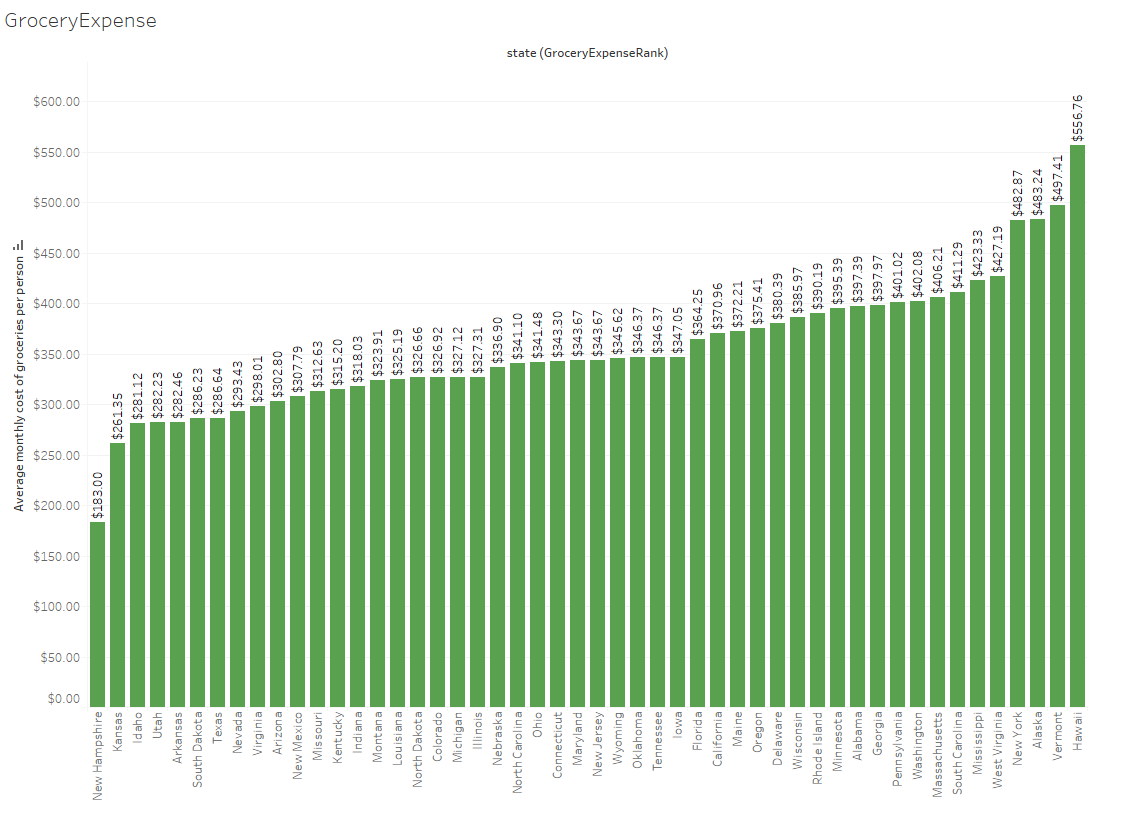 GroceryExpense
state (GroceryExpenseRank)
Average monthly cost of groceries per person
$600.00
$550.00
$500.00
$450.00
$400.00
$350.00
$300.00
$250.00
$200.00
$150.00
$100.00
$50.00
$0.00
$183.00
$261.35
$281.12
$282.23
$282.46
$286.23
$286.64
$293.43
$298.01
$302.80
$307.79
$312.63
$315.20
$318.03
$323.91
$325.19
$326.66
$326.92
$327.12
$327.31
$336.90
$341.10
$341.48
$343.30
$343.67
$343.67
$345.62
$346.37
$346.37
$347.05
$364.25
$370.96
$372.21
$375.41
$380.39
$385.97
$390.19
$395.39
$397.39
$397.97
$401.02
$402.08
$406.21
$411.29
$423.33
$427.19
$482.87
$483.24
$497.41
$556.76
New Hampshire
Kansas
Idaho
Utah
Arkansas
South Dakota
Texas
Nevada
Virginia
Arizona
New Mexico
Missouri
Kentucky
Indiana
Montana
Louisiana
North Dakota
Colorado
Michigan
Illinois
Nebraska
North Carolina
Ohio
Connecticut
Maryland
New Jersey
Wyoming
Oklahoma
Tennessee
Iowa
Florida
California
Maine
Oregon
Delaware
Wisconsin
Rhode Island
Minnesota
Alabama
Georgia
Pennsylvania
Washington
Massachusetts
South Carolina
Mississippi
West Virginia
New York
Alaska
Vermont
Hawaii